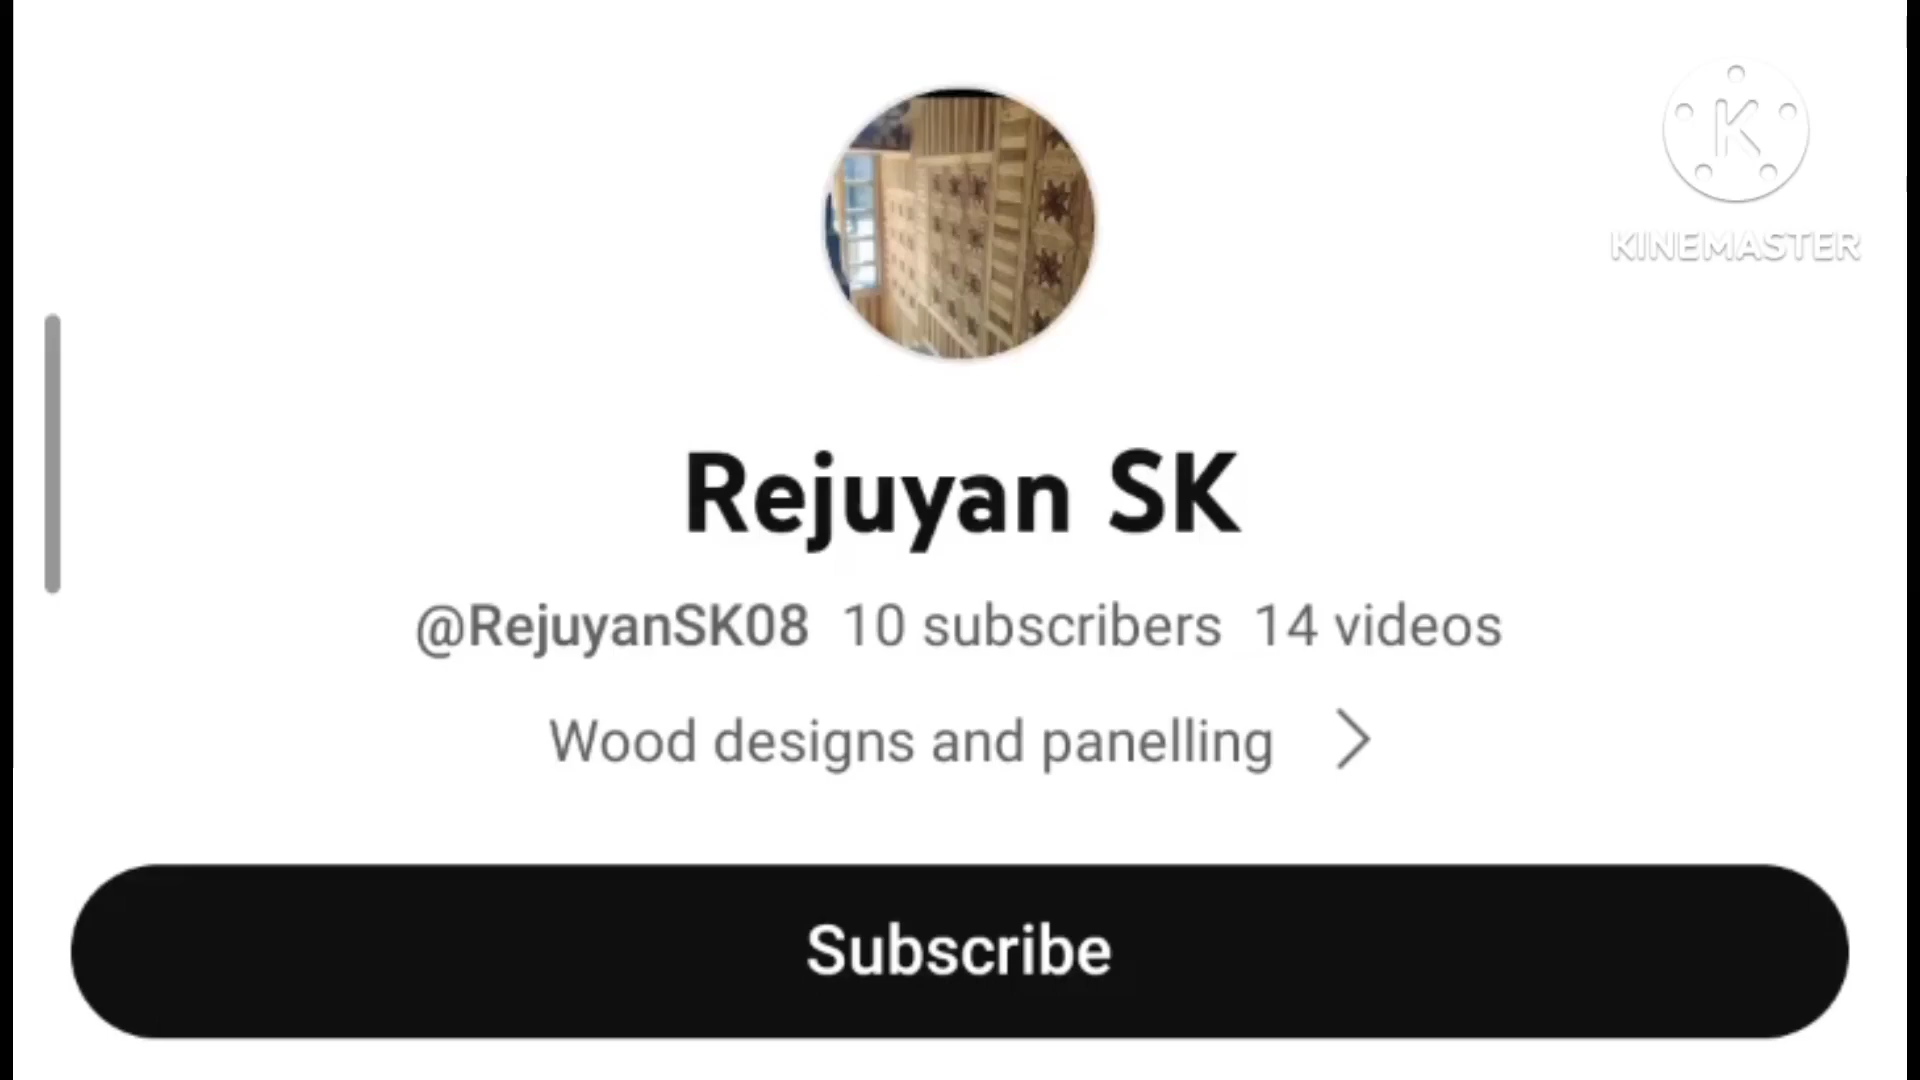 K
KINEMASTER
Rejuyan SK
@RejuyanSK08 10 subscribers 14 videos
Wood designs and panelling
Subscribe